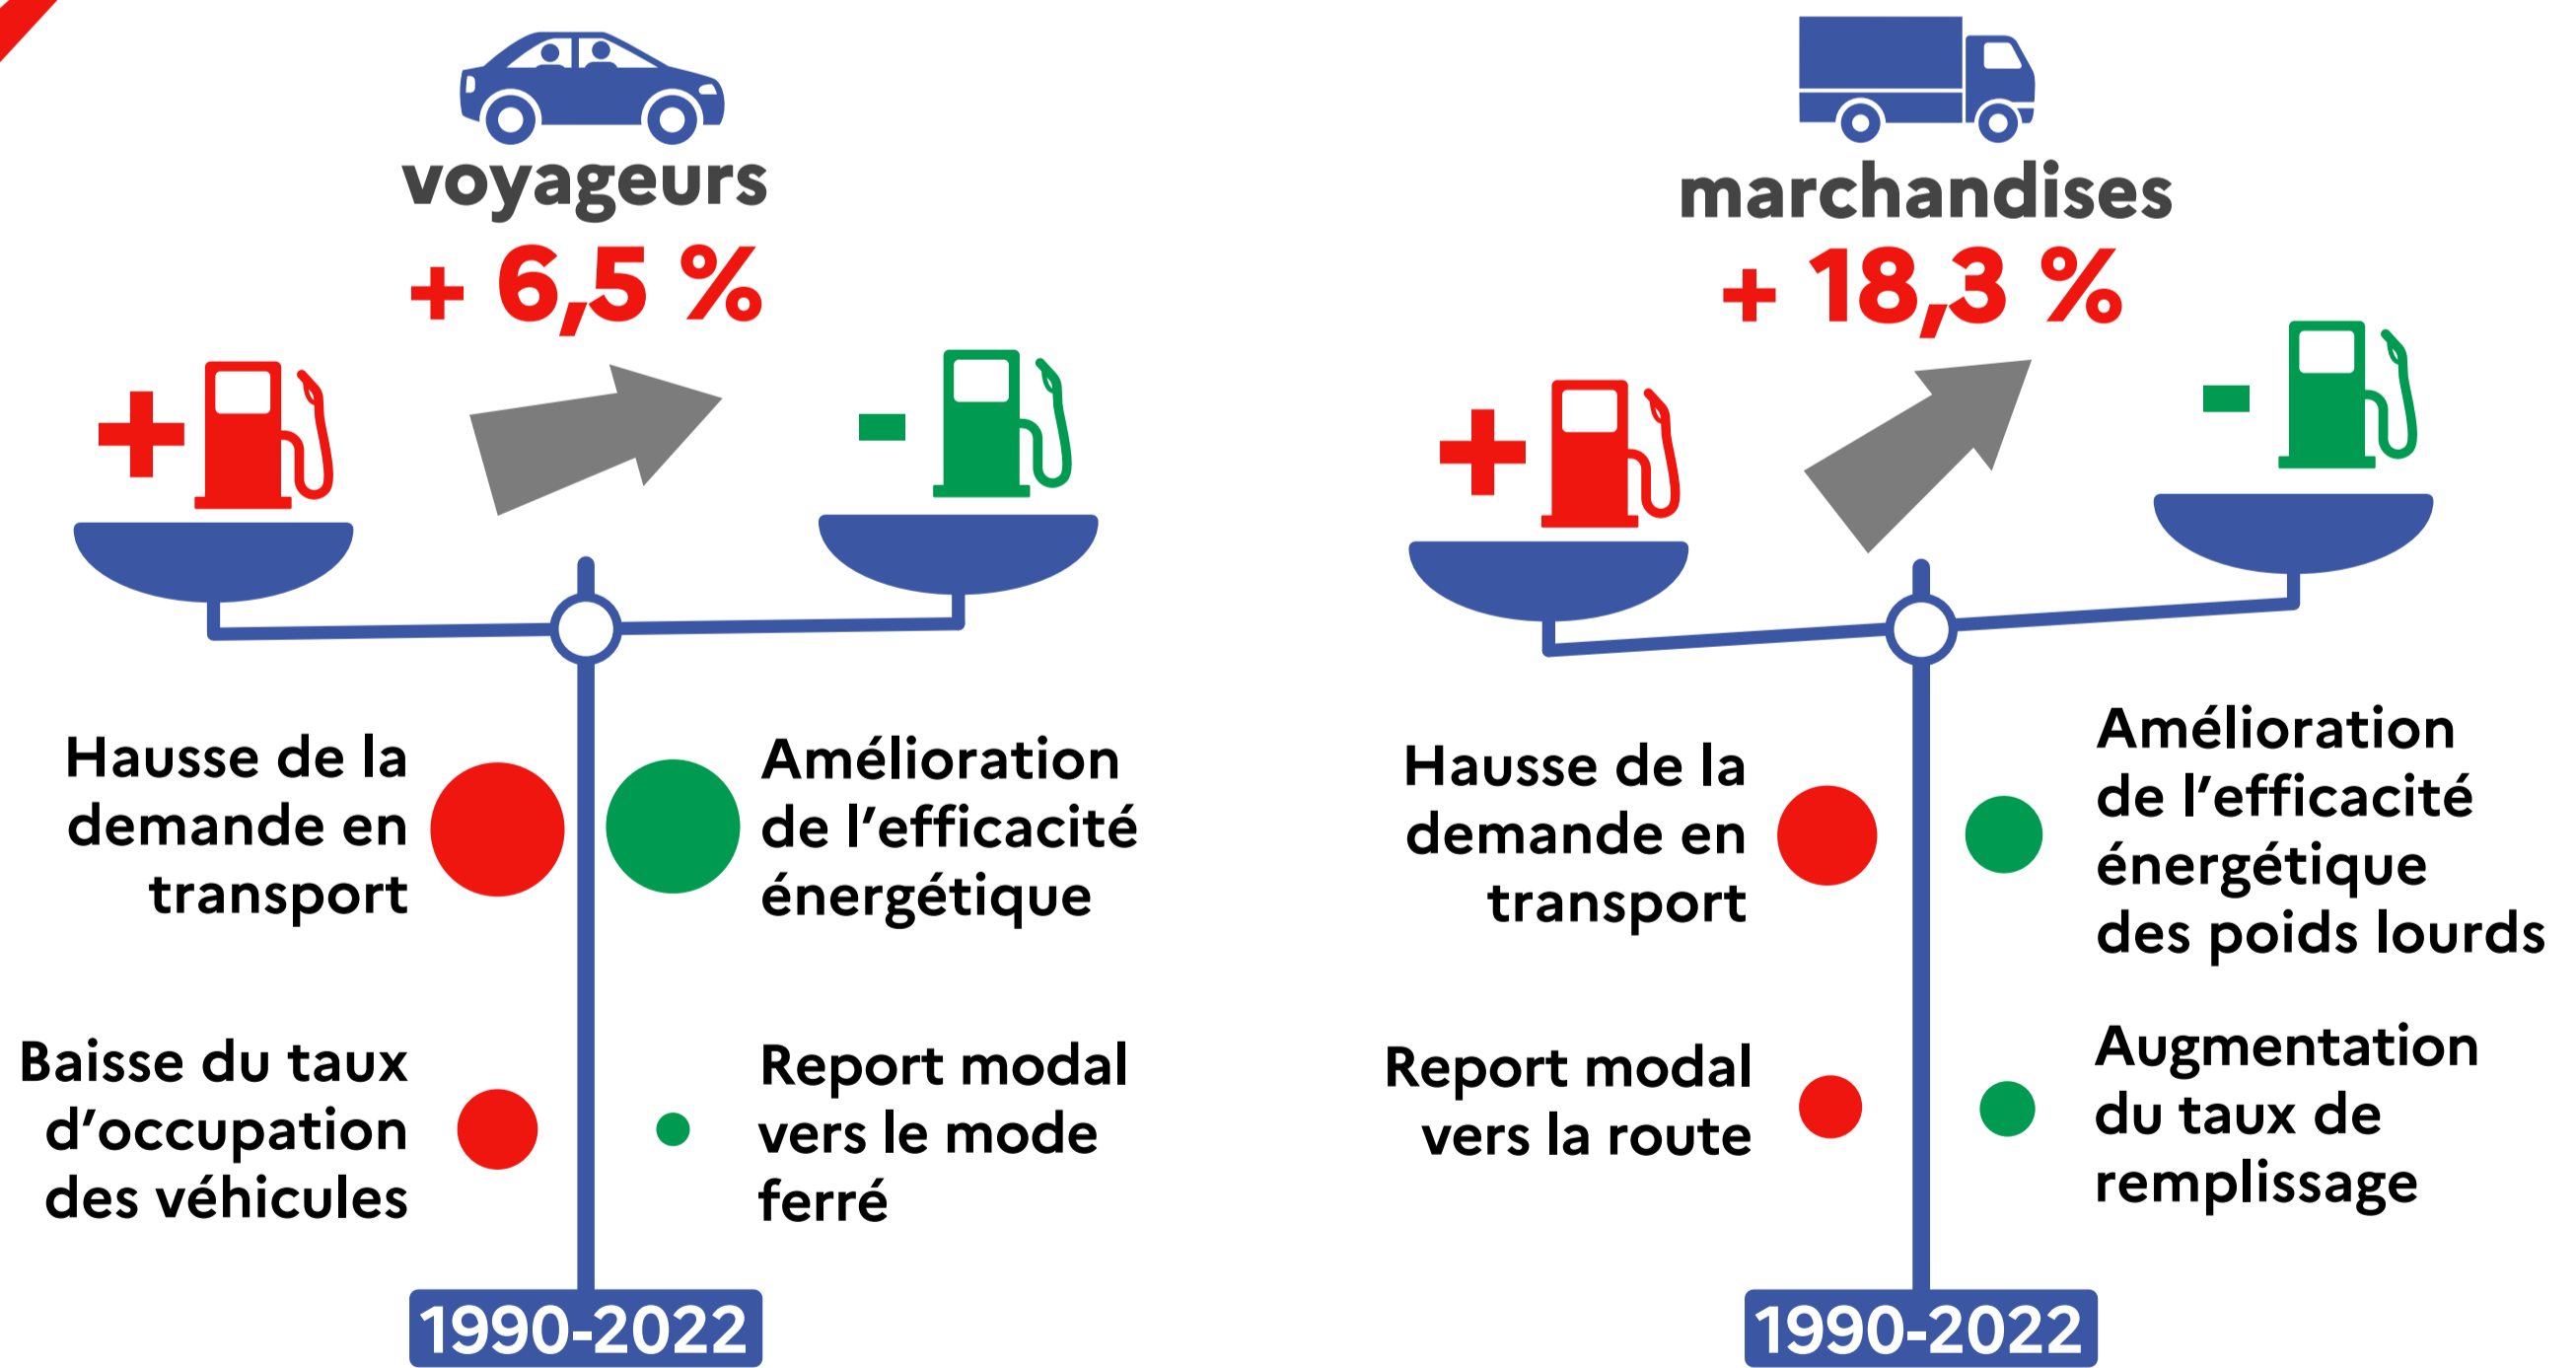 voyageurs
+ 6,5 %
+
-
Hausse de la
demande en
transport
Amélioration
de l'efficacité
énergétique
Baisse du taux
d'occupation
des véhicules
Report modal
vers le mode
ferré
1990-2022
marchandises
+ 18,3 %
+
-
Hausse de la
demande en
transport
Amélioration
de l'efficacité
énergétique
des poids lourds
Report modal
vers la route
Augmentation
du taux de
remplissage
1990-2022